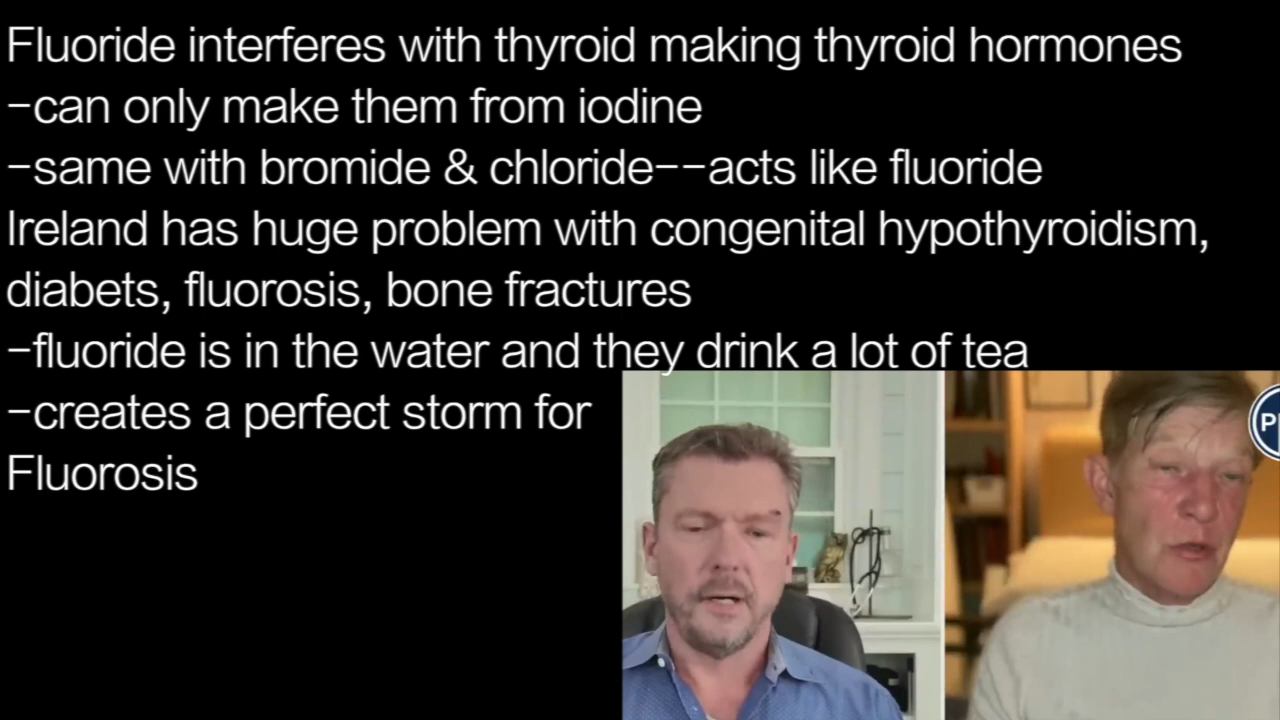 Fluoride interferes with thyroid making thyroid hormones
-can only make them from iodine
-same with bromide & chloride--acts like fluoride
Ireland has huge problem with congenital hypothyroidism,
diabets, fluorosis, bone fractures
-fluoride is in the water and they drink a lot of tea
-creates a perfect storm for
Fluorosis